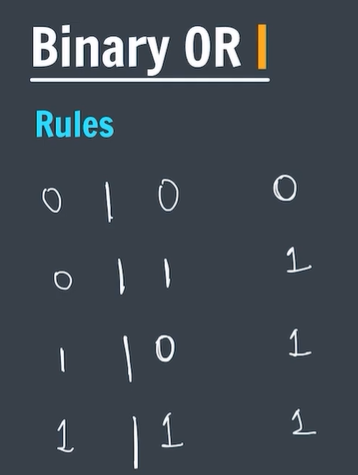 Binary OR |
Rules
0 | 0 0
0 | 1 1
1 | 0 1
1 | 1 1